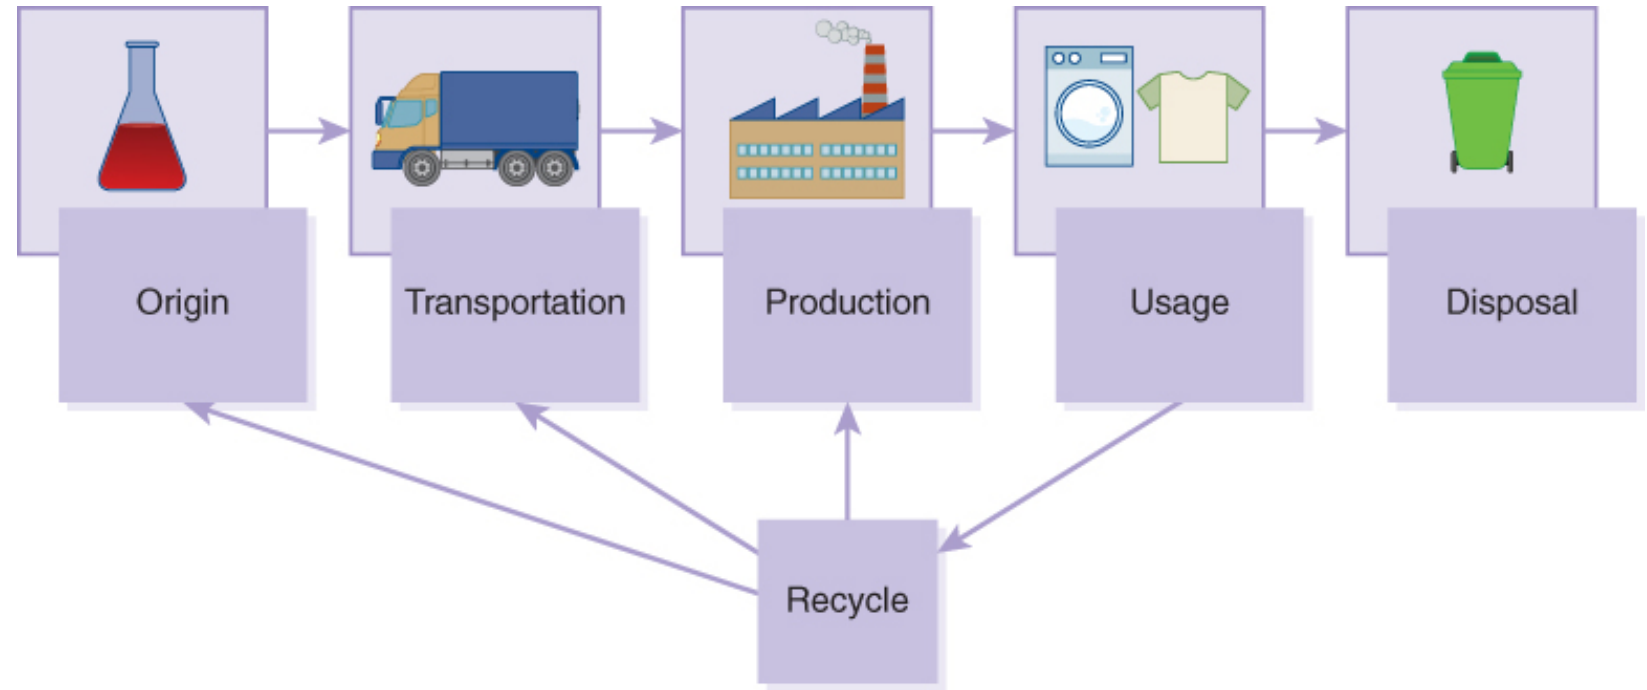 Origin
Transportation
Production
Usage
Disposal
Recycle